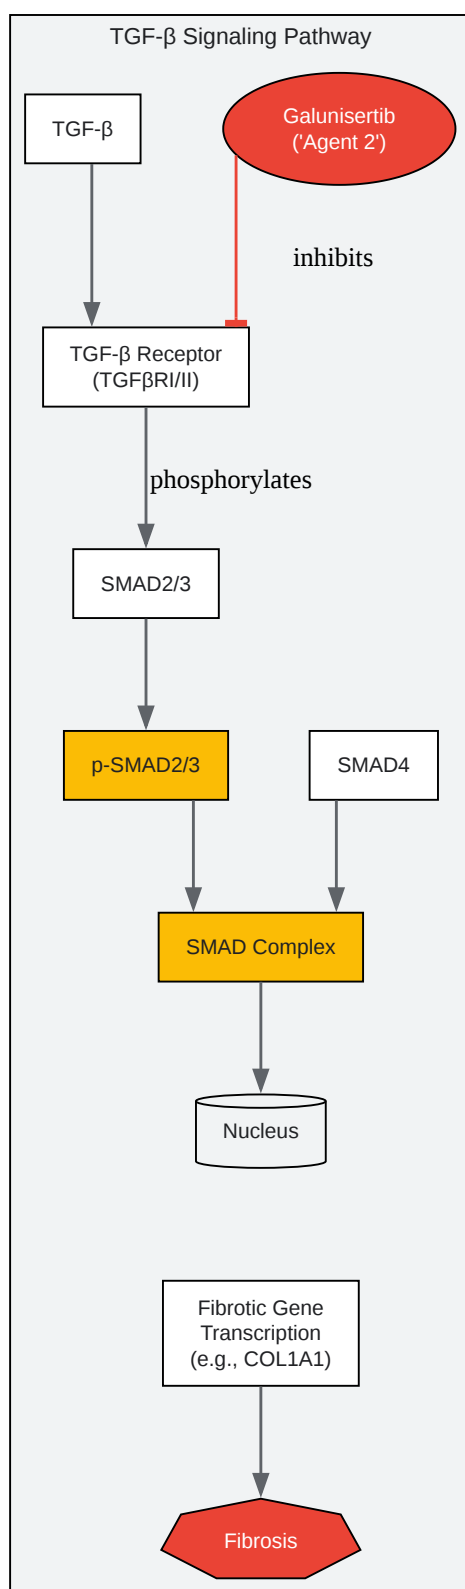 TGF-β Signaling Pathway
TGF-β
Galunisertib
('Agent 2')
inhibits
TGF-β Receptor
(TGFβRI/II)
phosphorylates
SMAD2/3
p-SMAD2/3
SMAD4
SMAD Complex
Nucleus
Fibrotic Gene
Transcription
(e.g., COL1A1)
Fibrosis